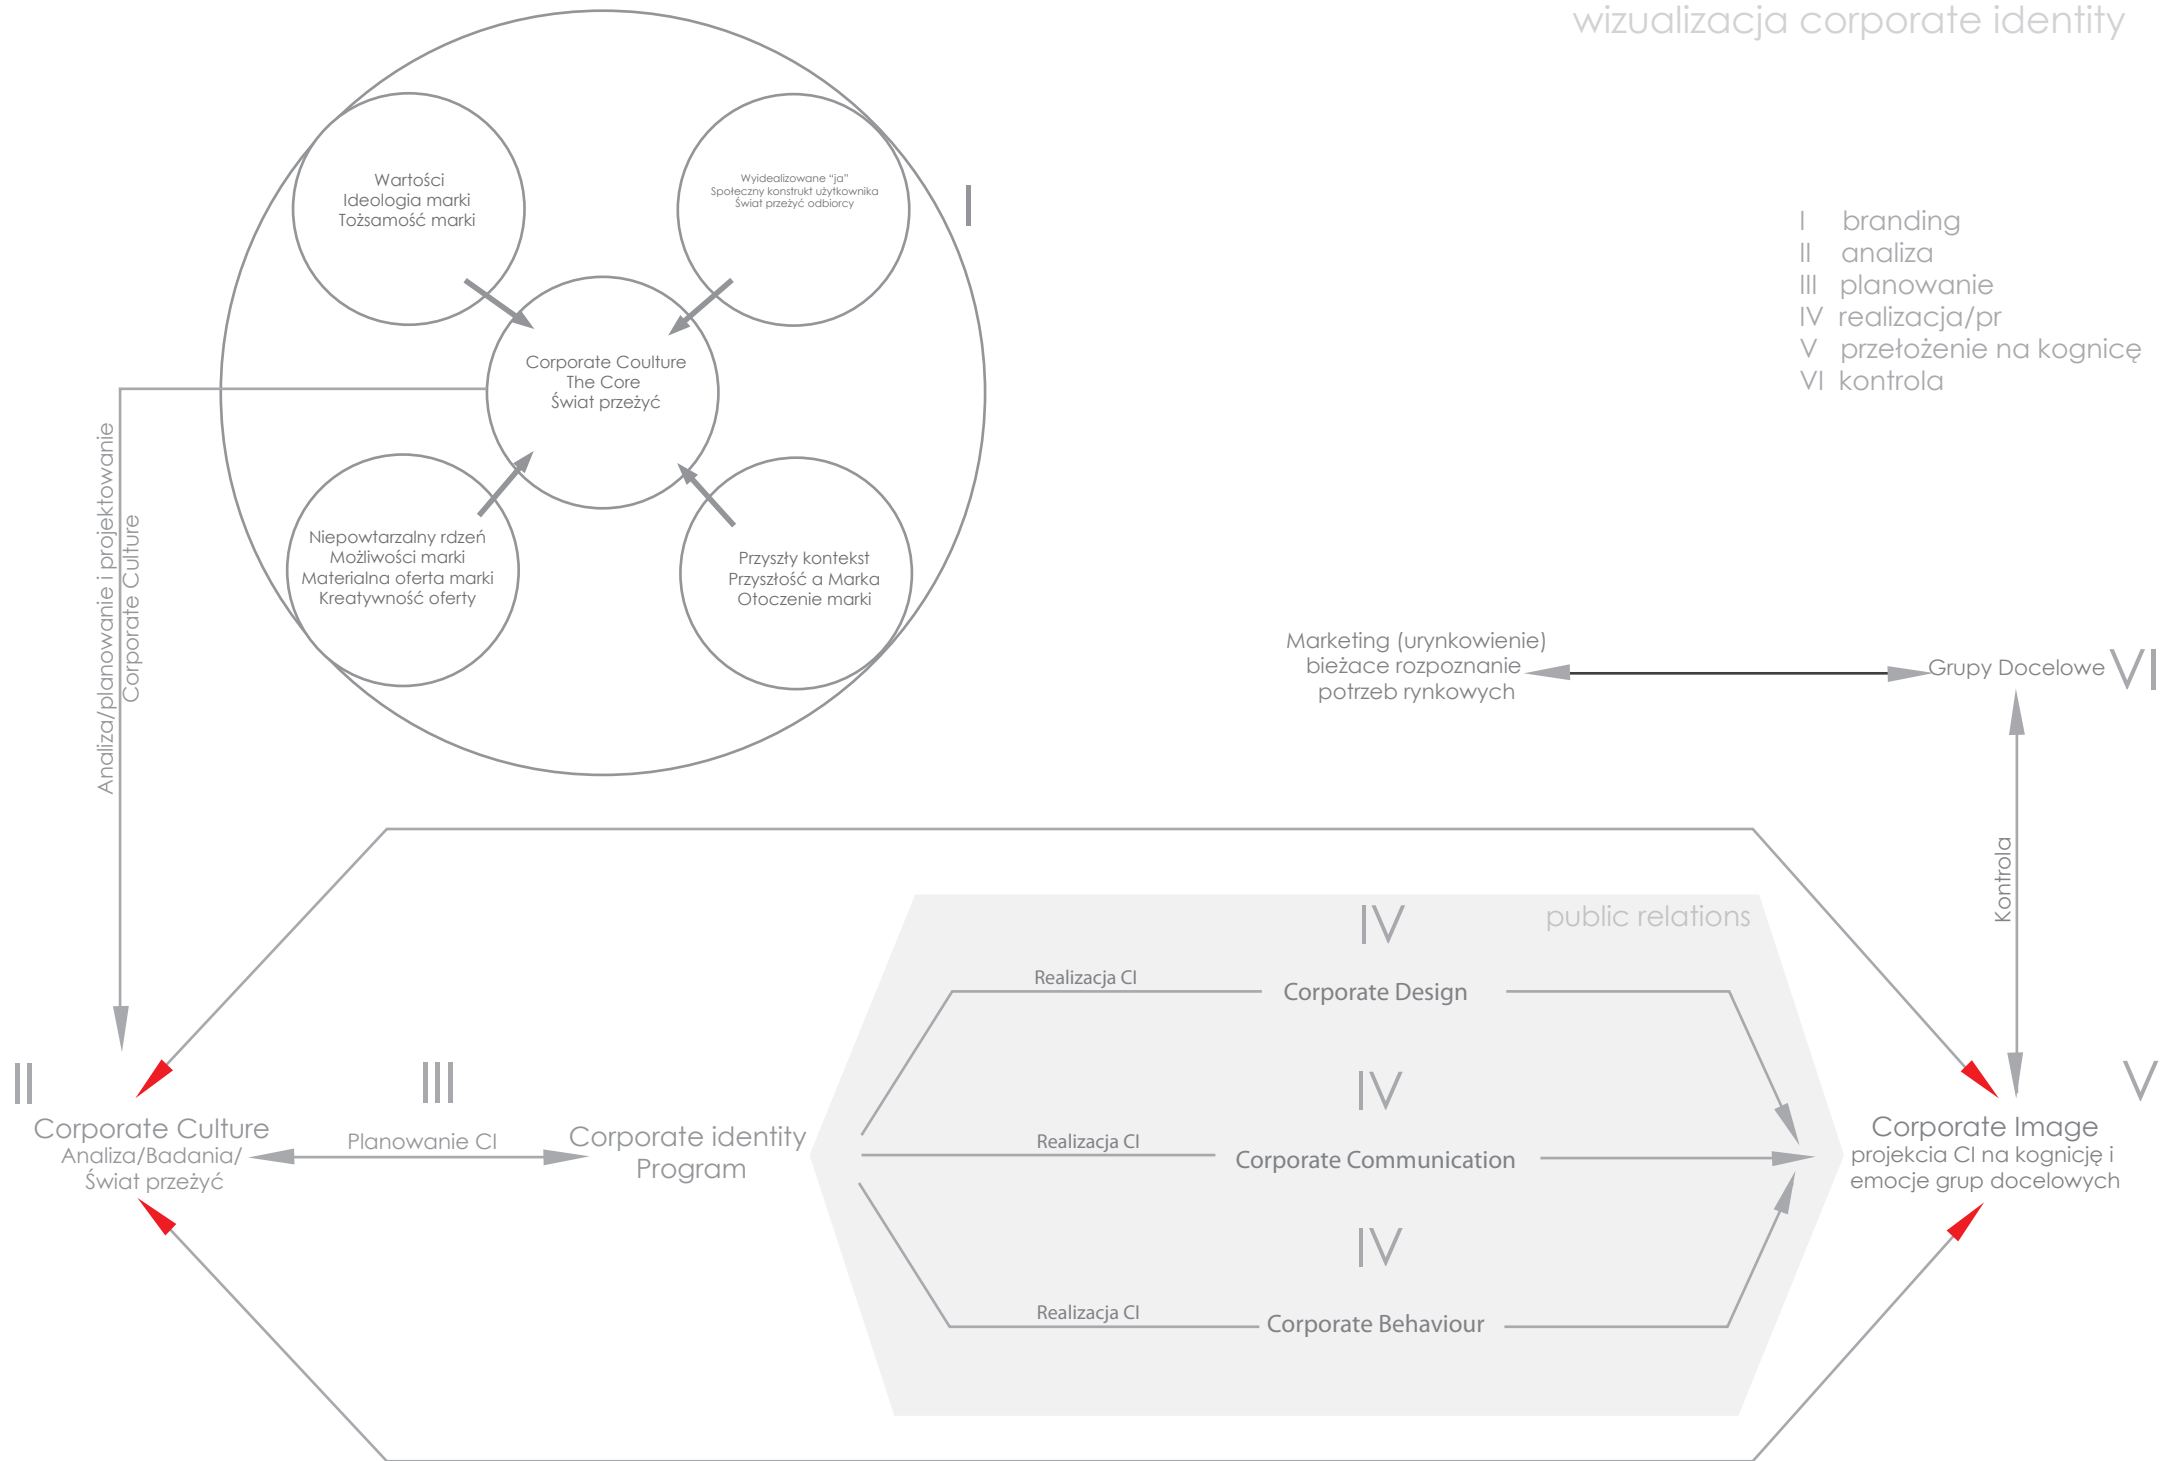 wizualizacja corporate identity
Wartości
Ideologia marki
Tożsamość marki
Wyidealizowane “ja”
Społeczny konstrukt użytkownika
Świat przeżyć odbiorcy
I
I branding
II analiza
III planowanie
IV realizacja/pr
V przełożenie na kognicę
VI kontrola
Corporate Coulture
The Core
Świat przeżyć
Analiza/planowanie i projektowanie
Corporate Culture
Niepowtarzalny rdzeń
Możliwości marki
Materialna oferta marki
Kreatywność oferty
Przyszły kontekst
Przyszłość a Marka
Otoczenie marki
Marketing (urynkowienie)
bieżace rozpoznanie
potrzeb rynkowych
Grupy Docelowe
VI
Kontrola
public relations
IV
Realizacja CI
Corporate Design
II
Corporate Culture
Analiza/Badania/
Świat przeżyć
III
Planowanie CI
Corporate identity
Program
IV
Realizacja CI
Corporate Communication
V
Corporate Image
projekcia CI na kognicję i
emocje grup docelowych
IV
Realizacja CI
Corporate Behaviour